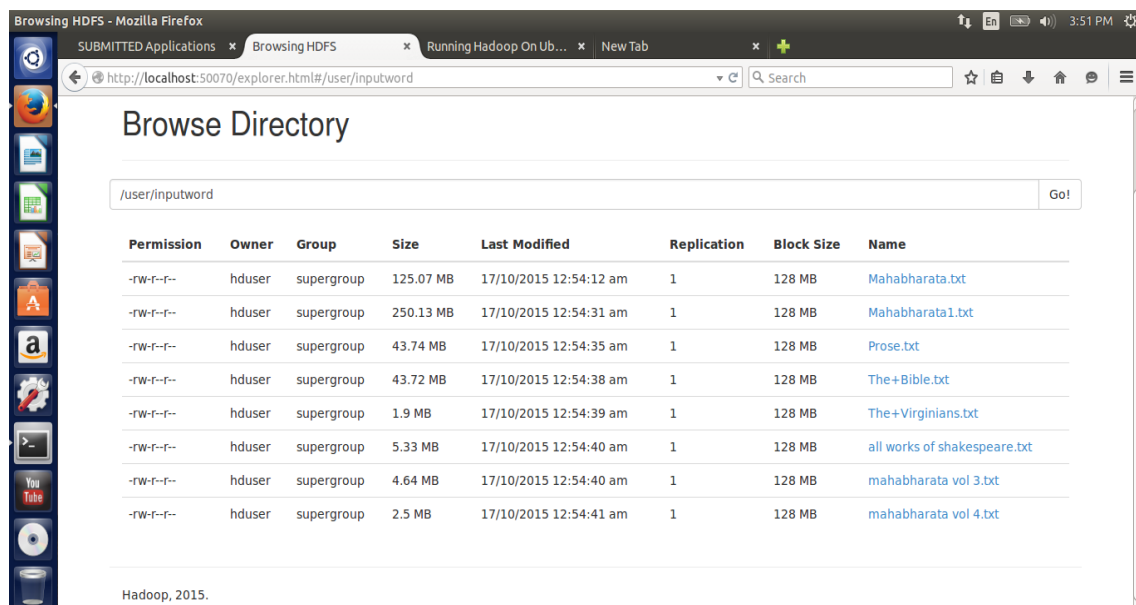 Browsing HDFS - Mozilla Firefox En 3:51 PM
SUBMITTED Applications × Browsing HDFS × Running Hadoop On Ub... × New Tab ×
http://localhost:50070/explorer.html#/user/inputword Search
Browse Directory
/user/inputword Go!
Permission Owner Group Size Last Modified Replication Block Size Name
-rw-r--r-- hduser supergroup 125.07 MB 17/10/2015 12:54:12 am 1 128 MB Mahabharata.txt
-rw-r--r-- hduser supergroup 250.13 MB 17/10/2015 12:54:31 am 1 128 MB Mahabharata1.txt
-rw-r--r-- hduser supergroup 43.74 MB 17/10/2015 12:54:35 am 1 128 MB Prose.txt
-rw-r--r-- hduser supergroup 43.72 MB 17/10/2015 12:54:38 am 1 128 MB The+Bible.txt
-rw-r--r-- hduser supergroup 1.9 MB 17/10/2015 12:54:39 am 1 128 MB The+Virginians.txt
-rw-r--r-- hduser supergroup 5.33 MB 17/10/2015 12:54:40 am 1 128 MB all works of shakespeare.txt
-rw-r--r-- hduser supergroup 4.64 MB 17/10/2015 12:54:40 am 1 128 MB mahabharata vol 3.txt
-rw-r--r-- hduser supergroup 2.5 MB 17/10/2015 12:54:41 am 1 128 MB mahabharata vol 4.txt
Hadoop, 2015.
A
a
>_
You
Tube